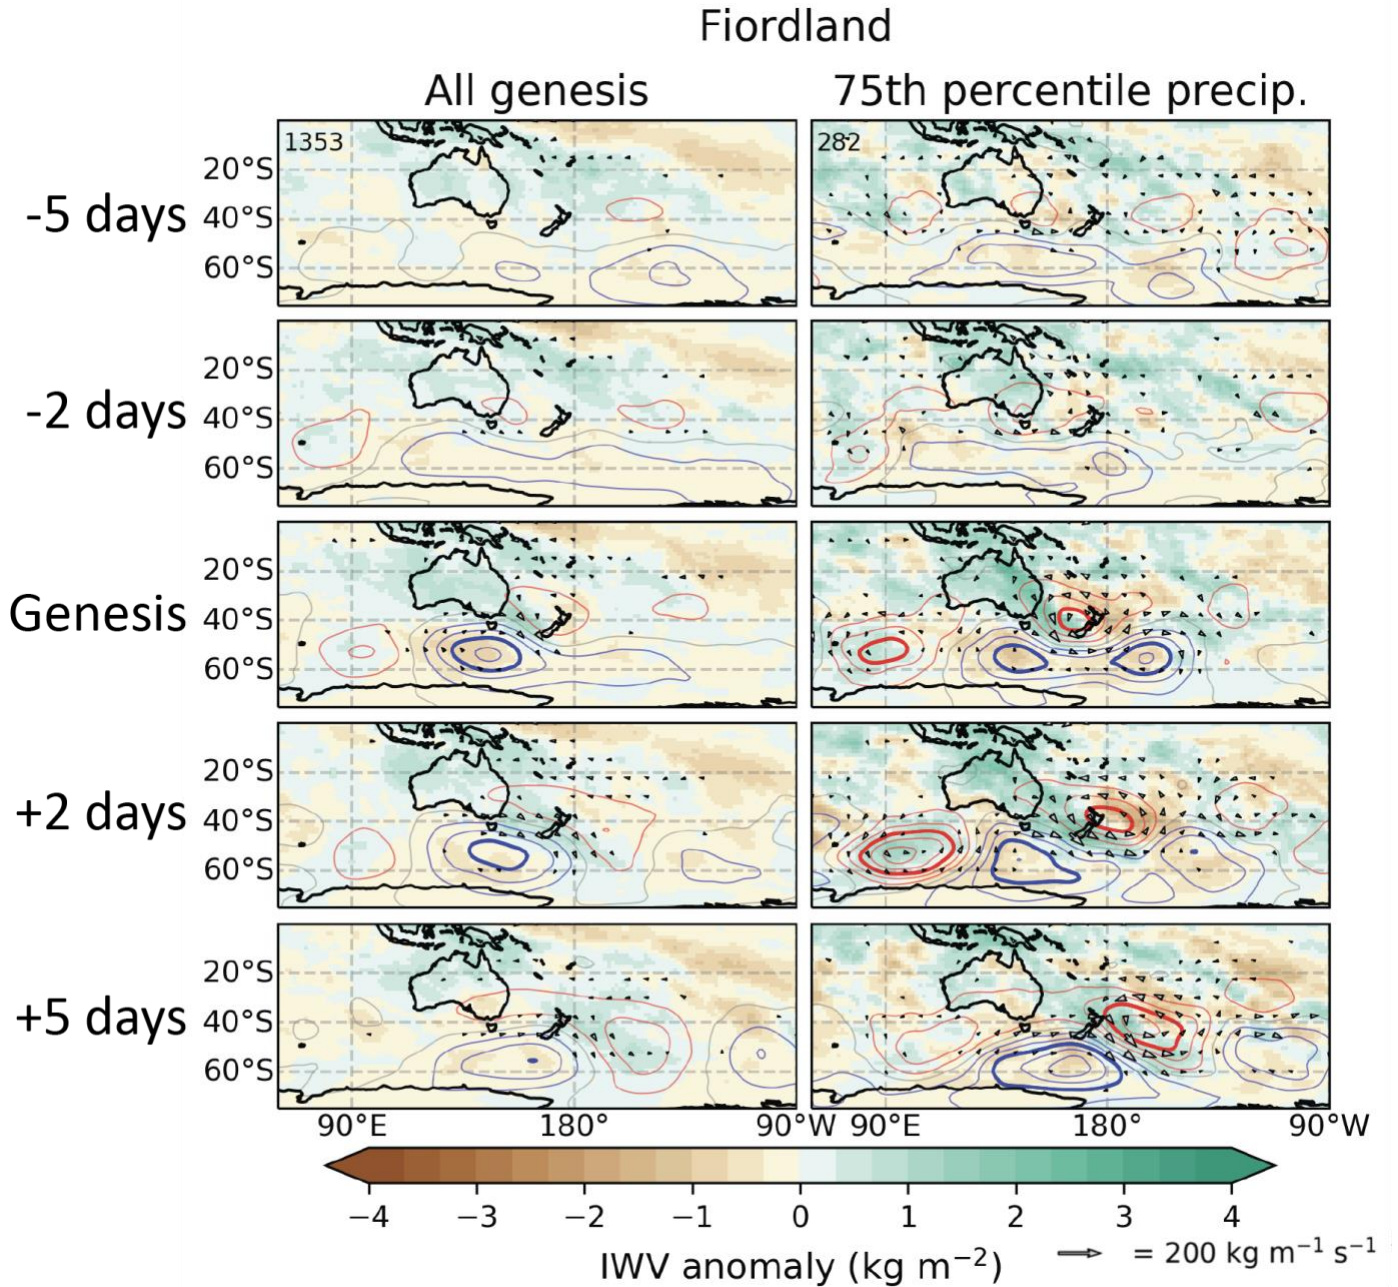 Fiordland
All genesis
75th percentile precip.
-5 days
1353
282
20°S
40°S
60°S
-2 days
20°S
40°S
60°S
Genesis
20°S
40°S
60°S
+2 days
20°S
40°S
60°S
+5 days
20°S
40°S
60°S
90°E 180° 90°W 90°E 180° 90°W
−4 −3 −2 −1 0 1 2 3 4
IWV anomaly (kg m⁻²)
= 200 kg m⁻¹ s⁻¹